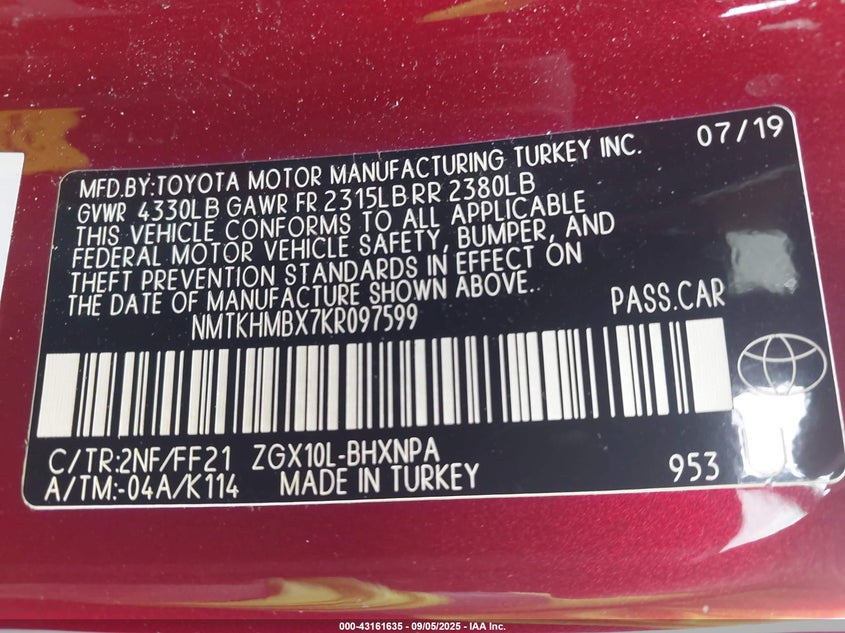 07/19
MFD.BY:TOYOTA MOTOR MANUFACTURING TURKEY INC.
GVWR 4330LB GAWR FR 2315LB RR 2380LB
THIS VEHICLE CONFORMS TO ALL APPLICABLE
FEDERAL MOTOR VEHICLE SAFETY, BUMPER, AND
THEFT PREVENTION STANDARDS IN EFFECT ON
THE DATE OF MANUFACTURE SHOWN ABOVE.
NMTKHMBX7KR097599
PASS.CAR
C/TR:2NF/FF21 ZGX10L-BHXNPA
A/TM:-04A/K114 MADE IN TURKEY
953
U
000-43161635 - 09/05/2025 - IAA Inc.